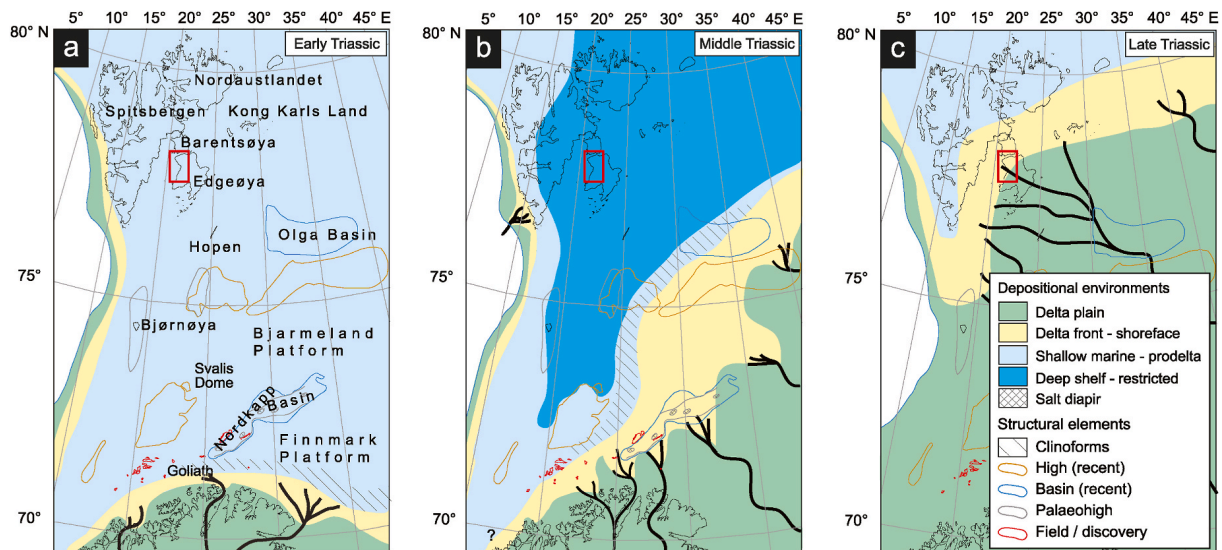 5° 10° 15° 20° 25° 30° 35° 40° 45° E
80° N
a
Early Triassic
Nordaustlandet
Spitsbergen
Kong Karls Land
Barentsøya
Edgeøya
Hopen
Olga Basin
75°
Bjørnøya
Bjarmeland
Platform
Svalis
Dome
Nordkapp
Basin
Finnmark
Platform
Goliath
70°
5° 10° 15° 20° 25° 30° 35° 40° 45° E
80°
b
Middle Triassic
75°
70°
?
5° 10° 15° 20° 25° 30° 35° 40° 45° E
80°
c
Late Triassic
75°
70°
Depositional environments
Delta plain
Delta front - shoreface
Shallow marine - prodelta
Deep shelf - restricted
Salt diapir
Structural elements
Clinoforms
High (recent)
Basin (recent)
Palaeohigh
Field / discovery